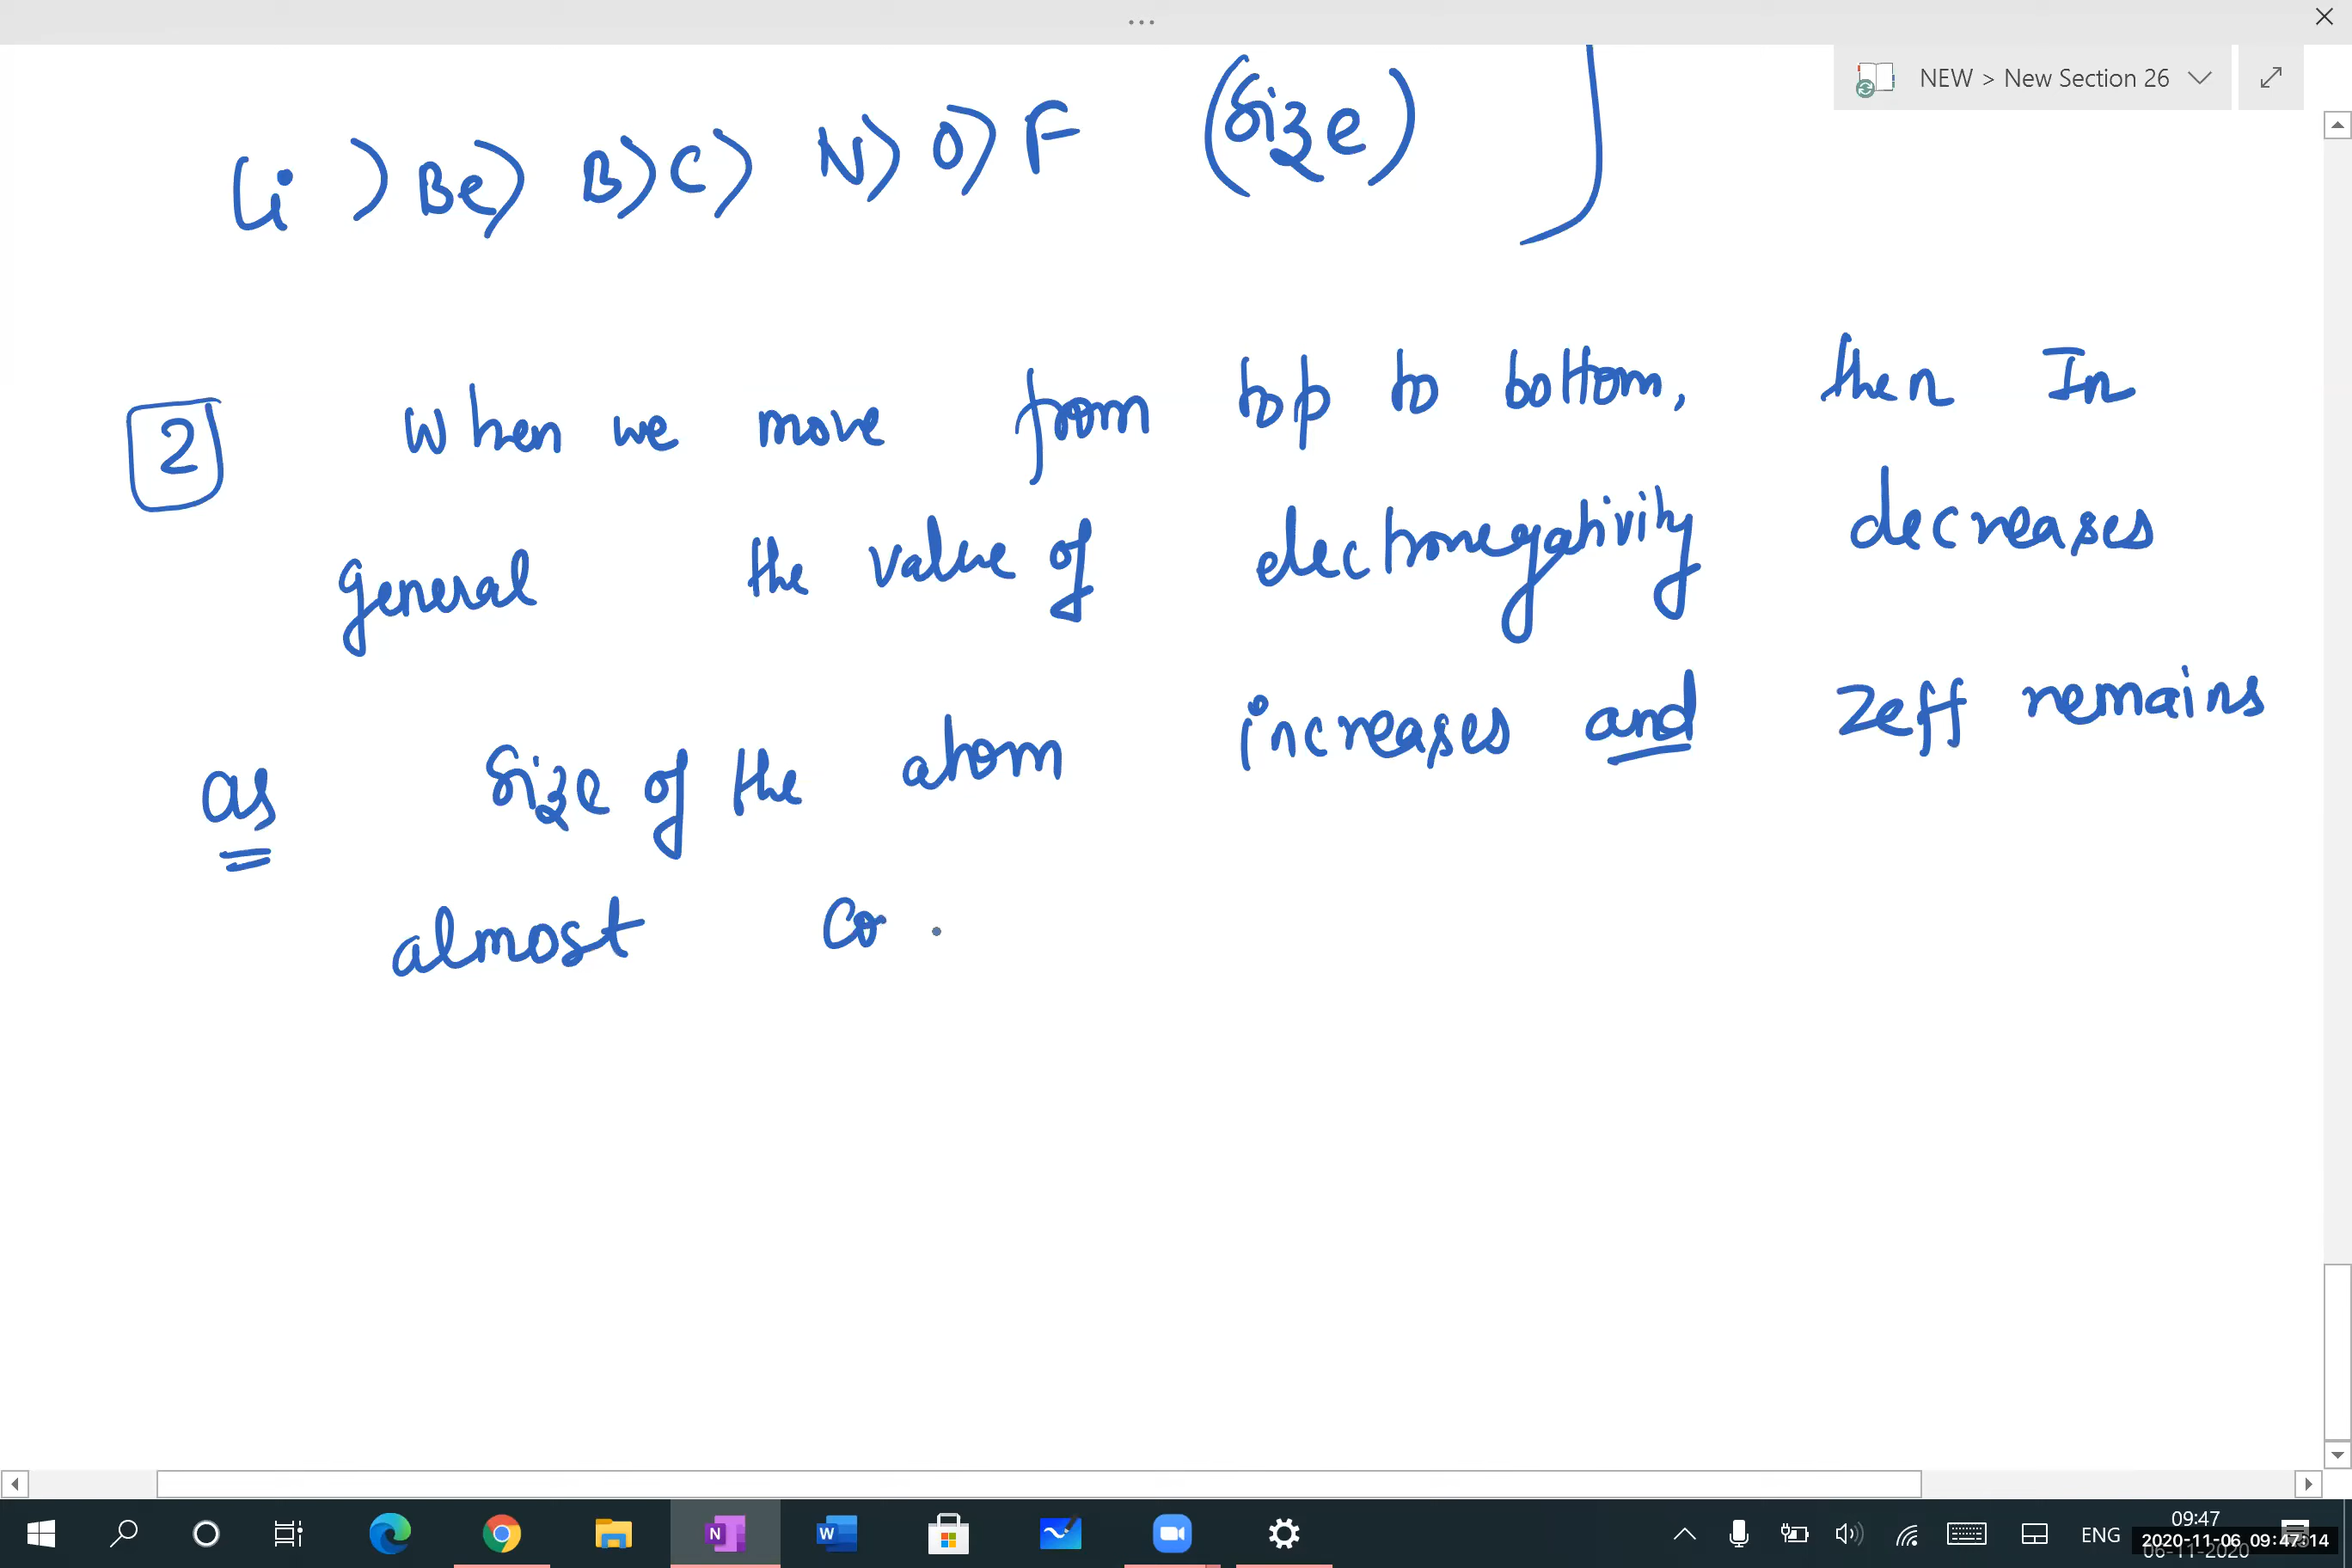 ...
NEW > New Section 26
Li > Be > B > C > N > O > F (Size)
2 When we move from top to bottom, then In
general the value of electronegativity decreases
as Size of the atom increases and Zeff remains
almost Co
ENG
09:47
2020-11-06 09:47:14
06-11-2020